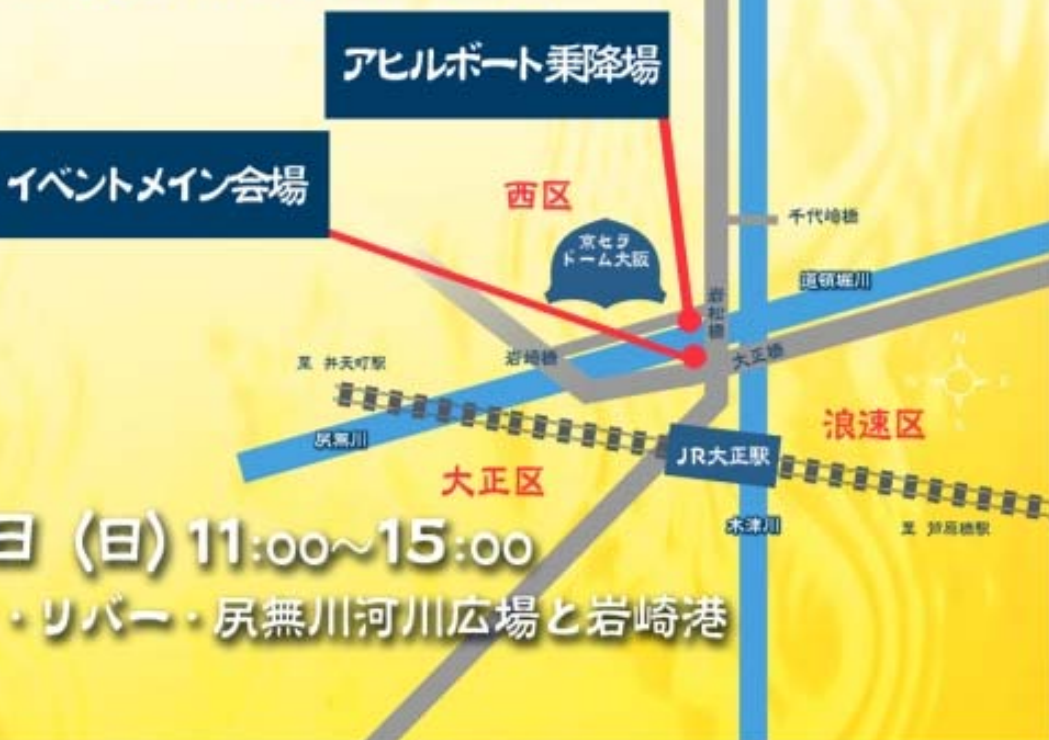 アヒルボート乗降場
イベントメイン会場
西区
京セラ
ドーム大阪
千代崎橋
道頓堀川
岩松橋
大正橋
岩崎橋
至 弁天町駅
尻無川
浪速区
JR大正駅
大正区
木津川
至 芦原橋駅
日（日）11:00～15:00
・リバー・尻無川河川広場と岩崎港